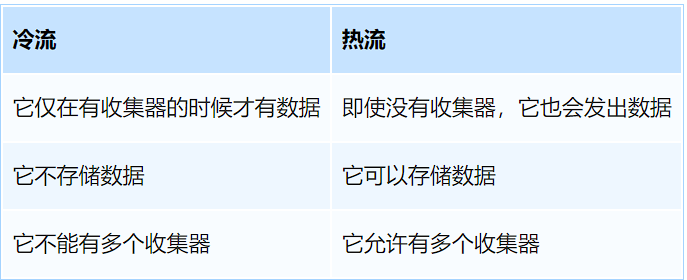 冷流 热流
它仅在有收集器的时候才有数据 即使没有收集器，它也会发出数据
它不存储数据 它可以存储数据
它不能有多个收集器 它允许有多个收集器